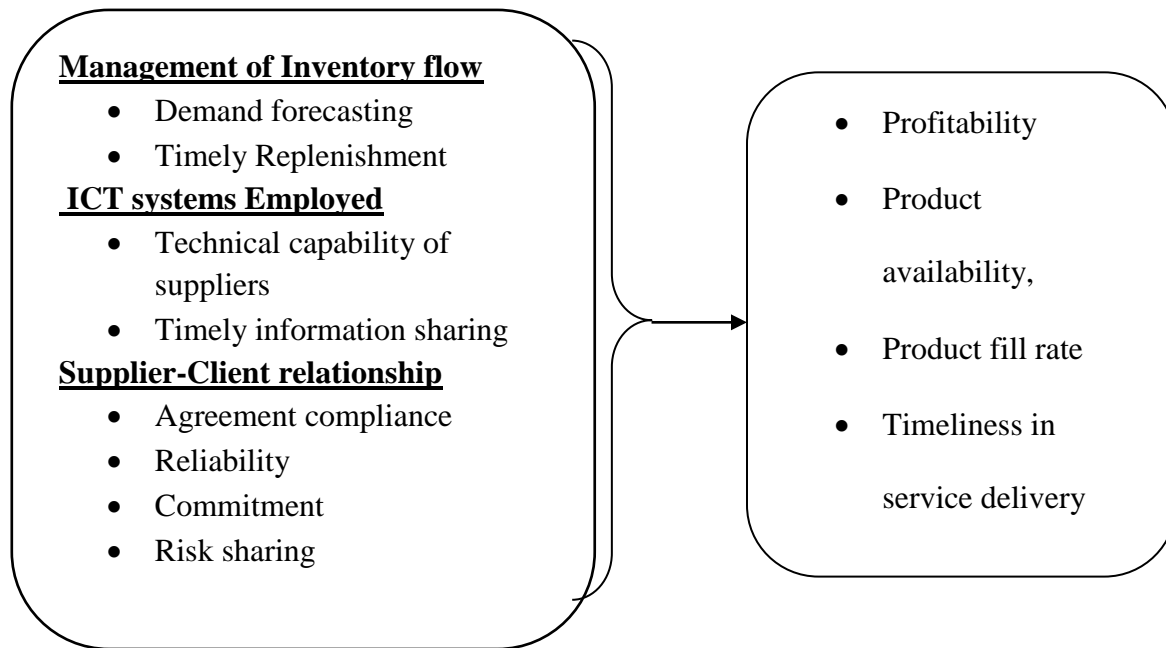 Management of Inventory flow
• Demand forecasting
• Timely Replenishment
ICT systems Employed
• Technical capability of
suppliers
• Timely information sharing
Supplier-Client relationship
• Agreement compliance
• Reliability
• Commitment
• Risk sharing
• Profitability
• Product
availability,
• Product fill rate
• Timeliness in
service delivery